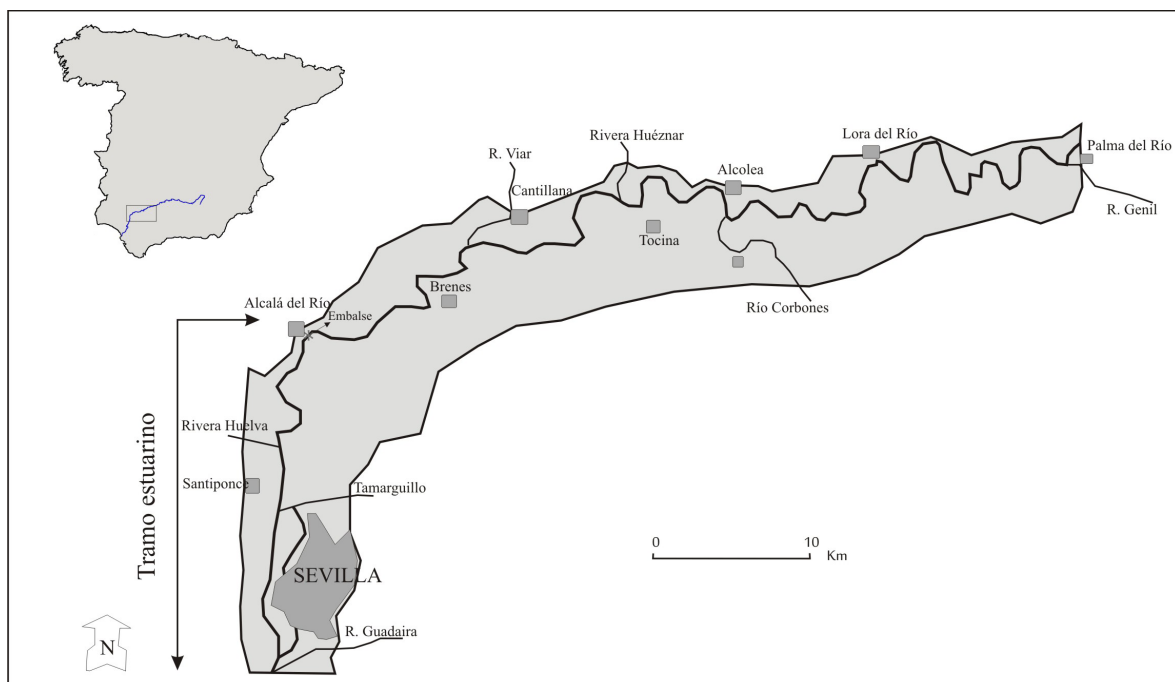 Lora del Río
Rivera Huéznar
Palma del Río
R. Viar
Alcolea
Cantillana
R. Genil
Tocina
Brenes
Río Corbones
Alcalá del Río
Embalse
Tramo estuarino
Rivera Huelva
Santiponce
Tamarguillo
0 10
Km
SEVILLA
R. Guadaira
N